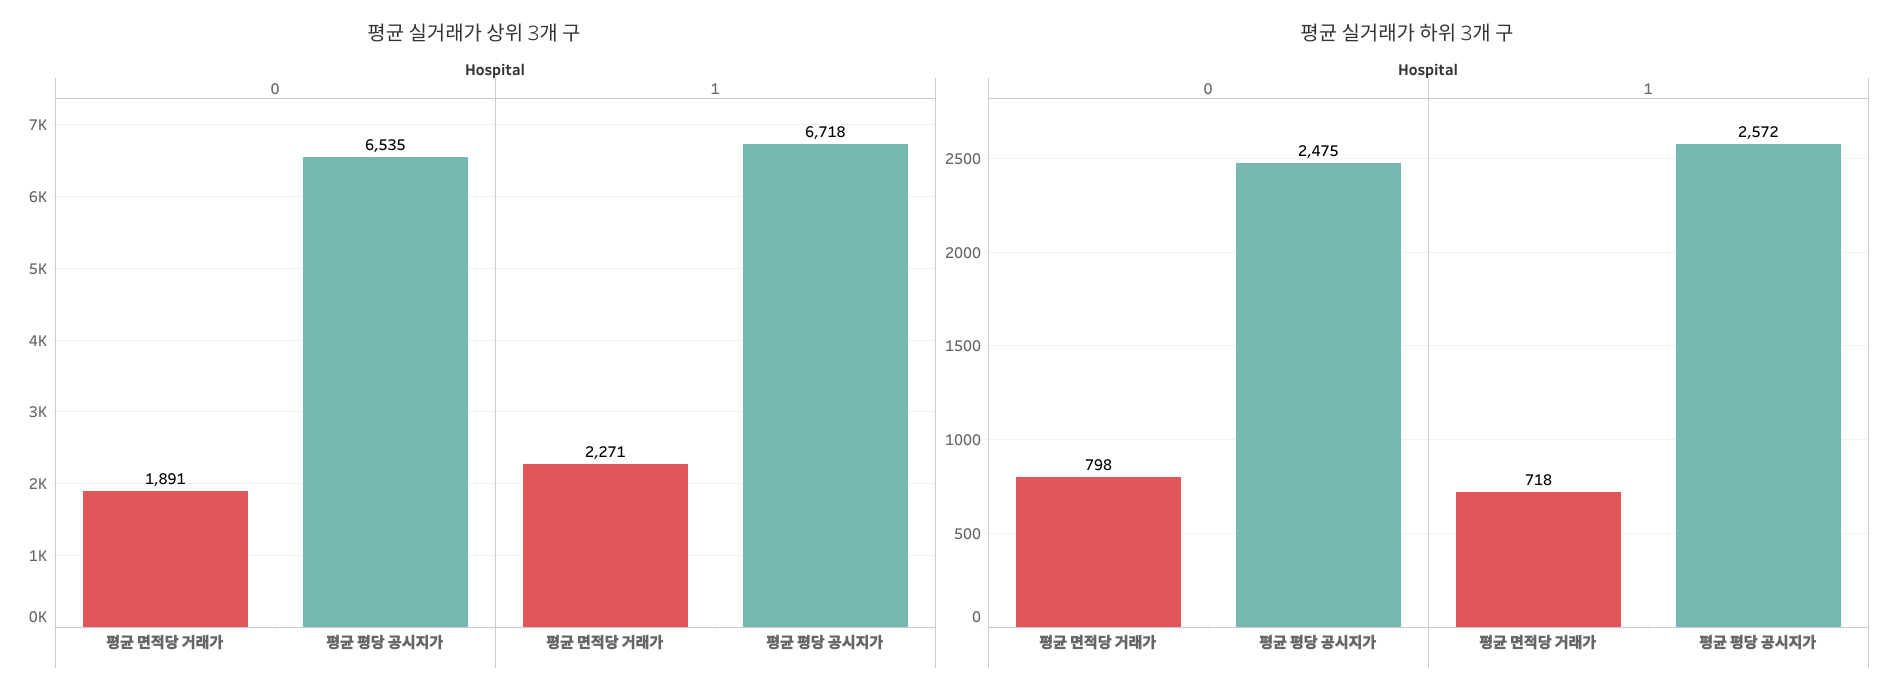 평균 실거래가 상위 3개 구
Hospital
0 1
7K
6K
5K
4K
3K
2K
1K
0K
1,891
6,535
2,271
6,718
평균 면적당 거래가 평균 평당 공시지가 평균 면적당 거래가 평균 평당 공시지가
평균 실거래가 하위 3개 구
Hospital
0 1
2500
2000
1500
1000
500
0
798
2,475
718
2,572
평균 면적당 거래가 평균 평당 공시지가 평균 면적당 거래가 평균 평당 공시지가